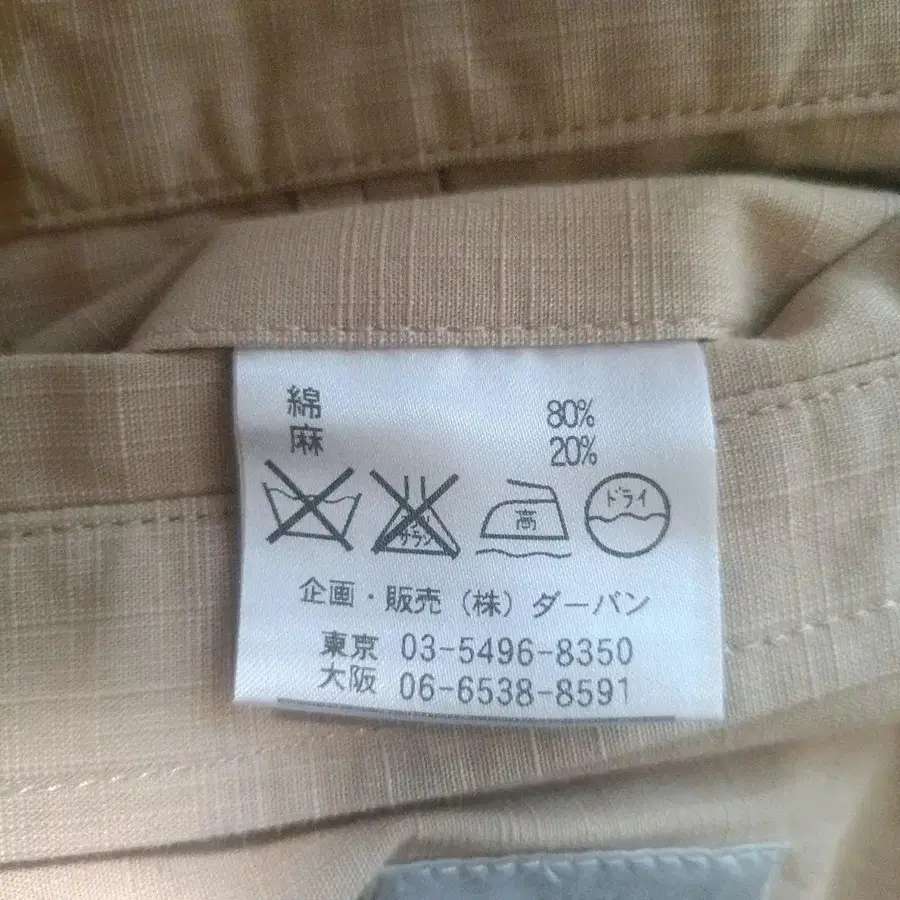 綿 80%
麻 20%
サラシ 高 ドライ
企画・販売（株）ダーバン
東京 03-5496-8350
大阪 06-6538-8591